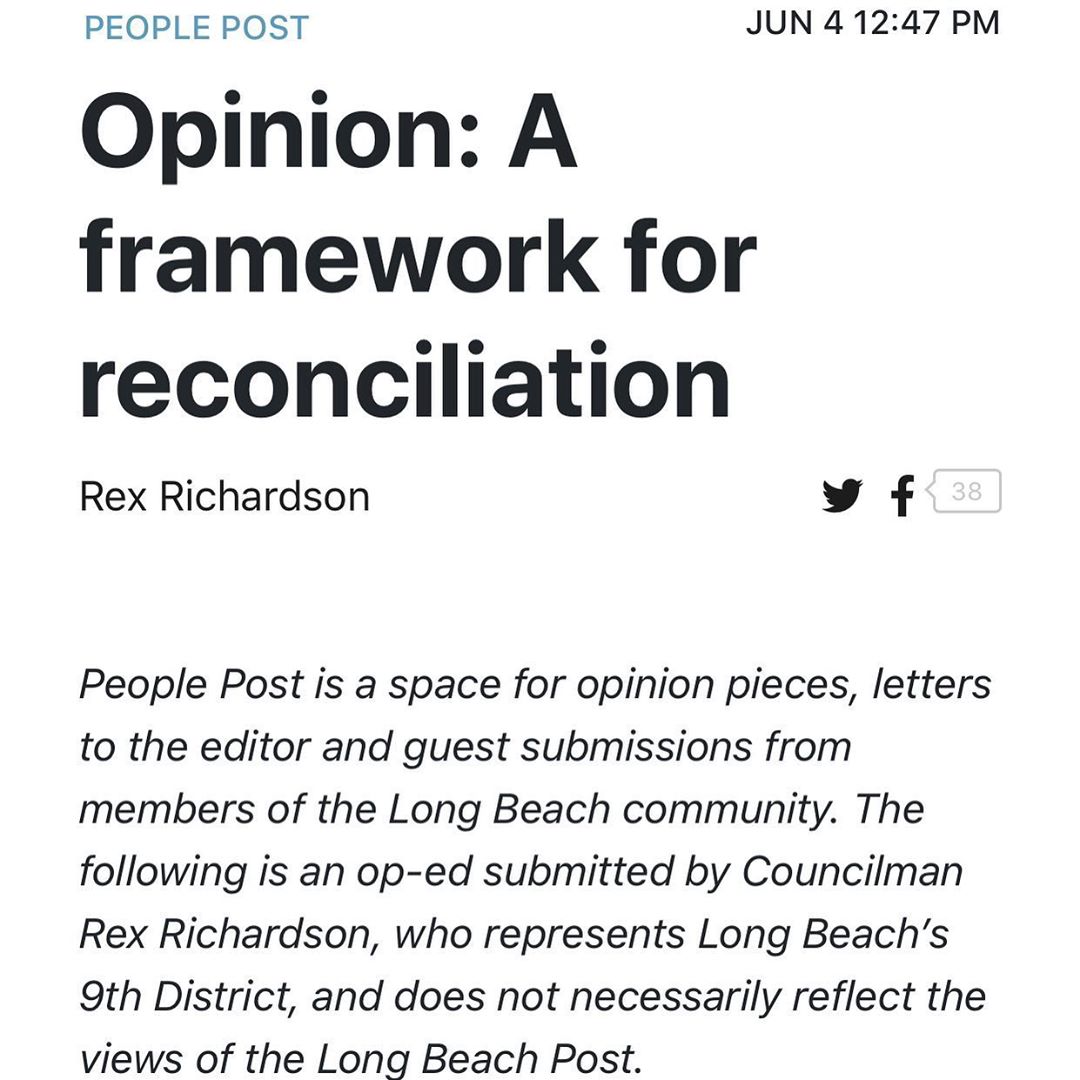 PEOPLE POST
JUN 4 12:47 PM
Opinion: A
framework for
reconciliation
Rex Richardson
38
People Post is a space for opinion pieces, letters
to the editor and guest submissions from
members of the Long Beach community. The
following is an op-ed submitted by Councilman
Rex Richardson, who represents Long Beach’s
9th District, and does not necessarily reflect the
views of the Long Beach Post.